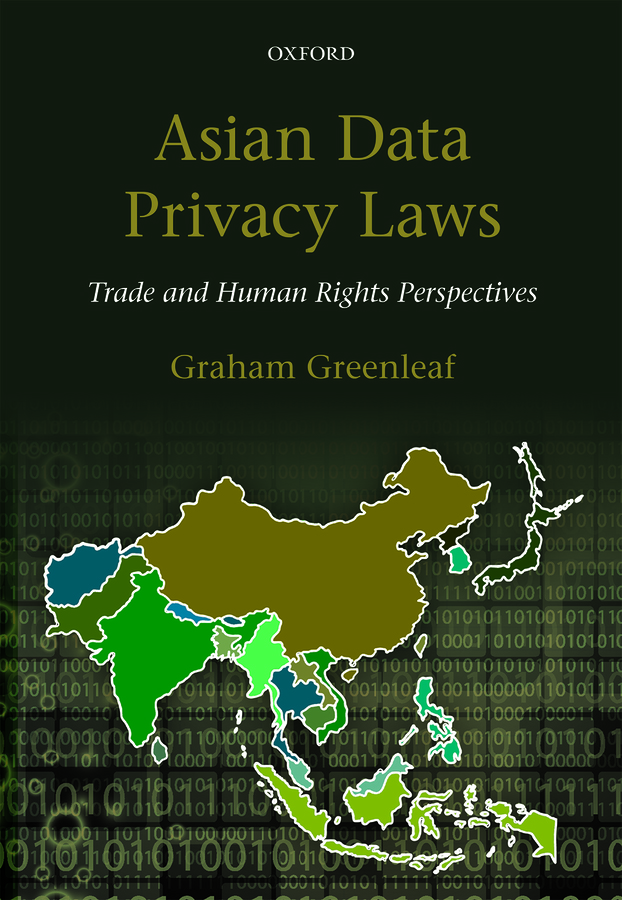 OXFORD
Asian Data
Privacy Laws
Trade and Human Rights Perspectives
Graham Greenleaf